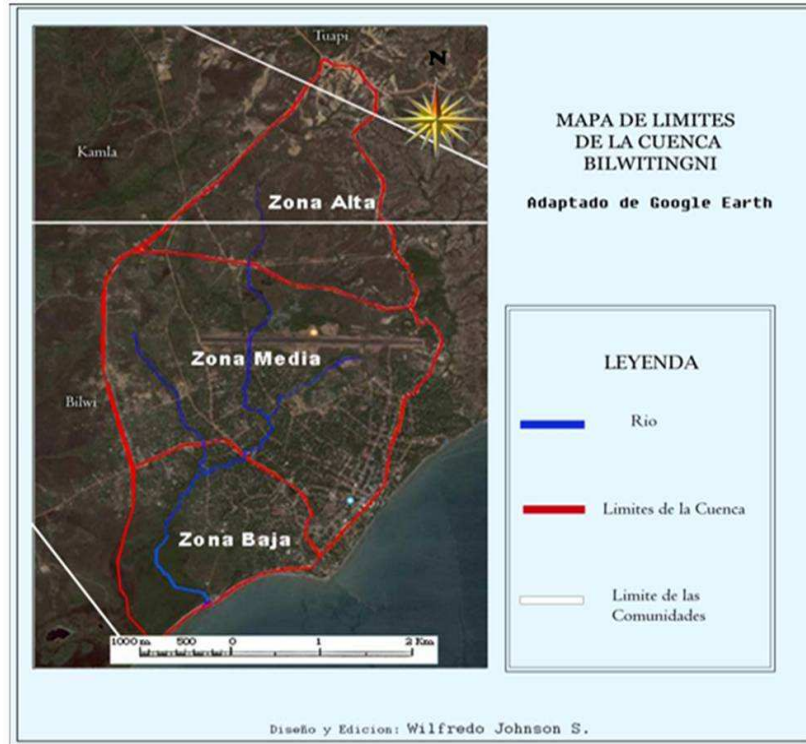 Tuapi
N
Kamla
Zona Alta
Zona Media
Bilwi
Zona Baja
1000 m 500 0 1 2 Km
MAPA DE LIMITES
DE LA CUENCA
BILWITINGNI
Adaptado de Google Earth
LEYENDA
Rio
Limites de la Cuenca
Limite de las
Comunidades
Diseño y Edicion: Wilfredo Johnson S.